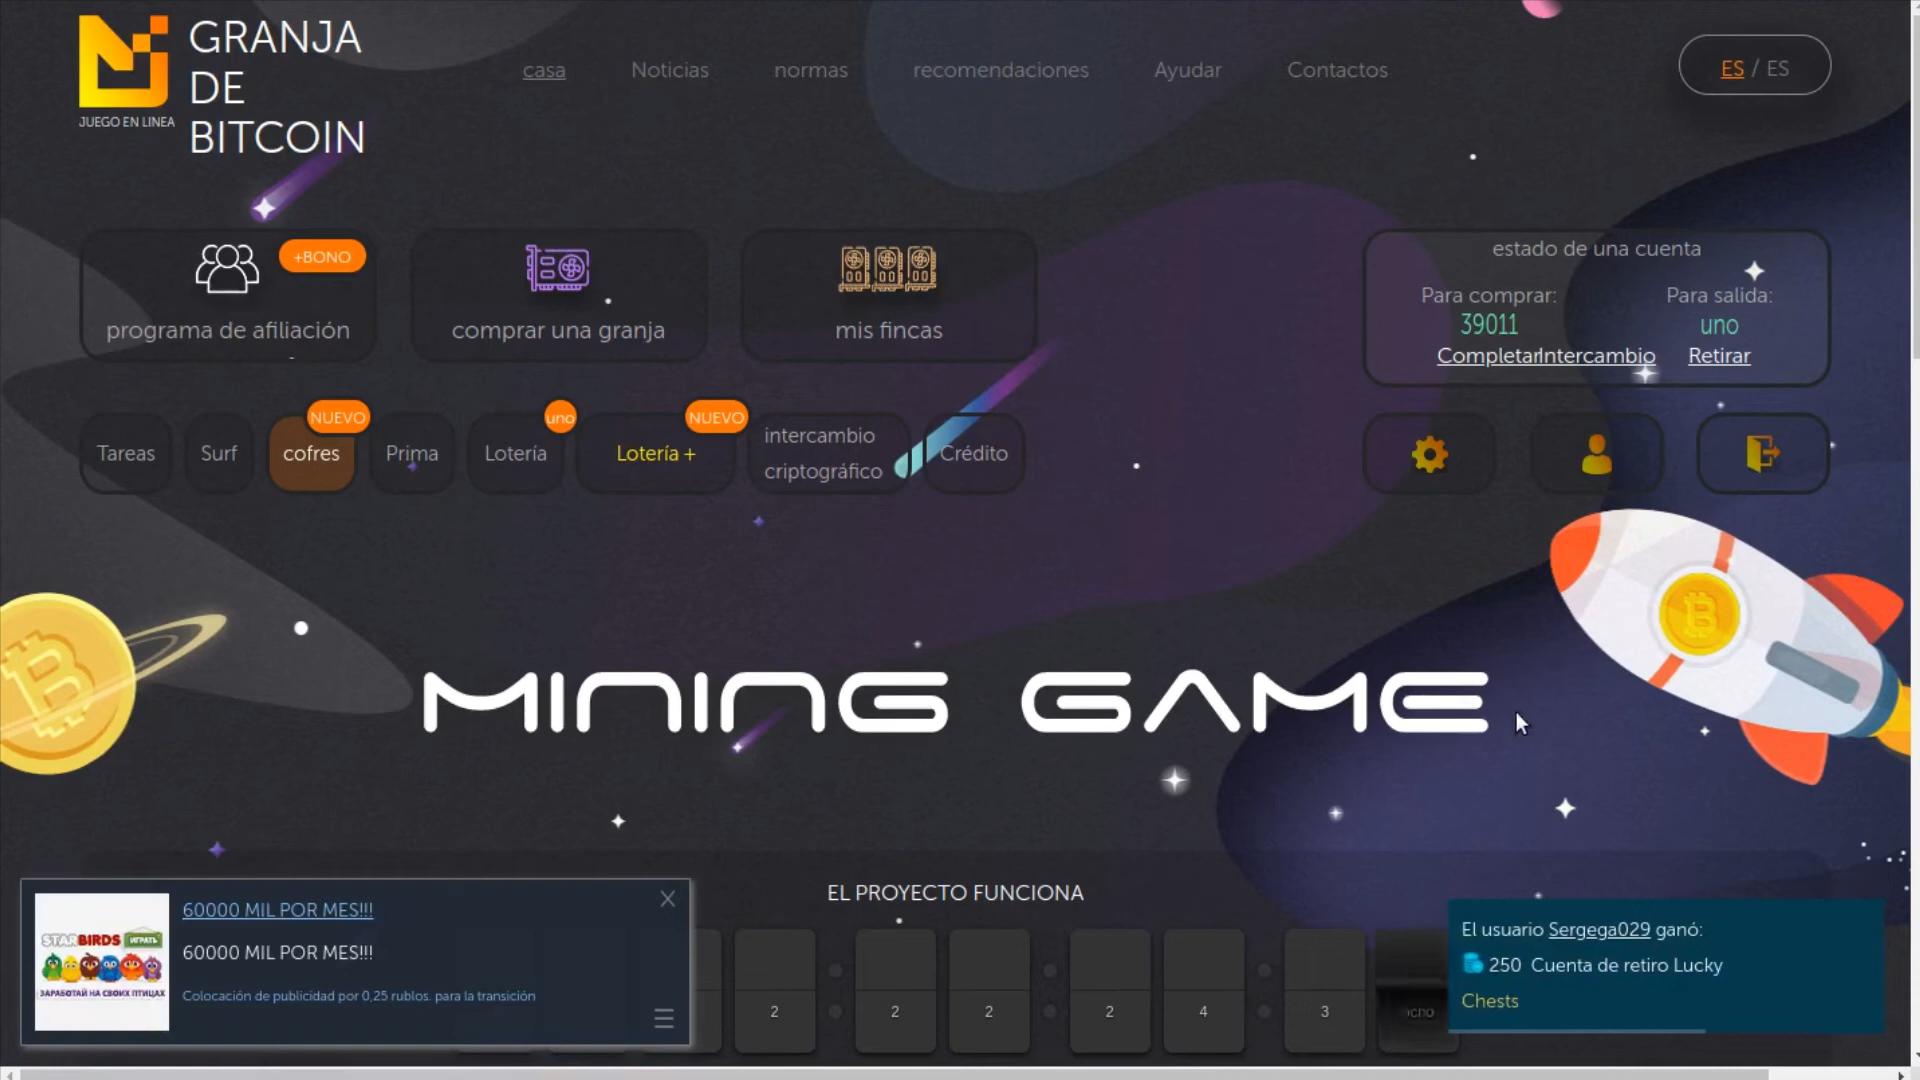 GRANJA
DE
BITCOIN
JUEGO EN LINEA
casa
Noticias
normas
recomendaciones
Ayudar
Contactos
ES / ES
+BONO
programa de afiliación
comprar una granja
mis fincas
estado de una cuenta
Para comprar:
Para salida:
39011
uno
Completar
Intercambio
Retirar
Tareas
Surf
NUEVO
cofres
Prima
uno
Lotería
NUEVO
Lotería +
intercambio
criptográfico
Crédito
MINING GAME
EL PROYECTO FUNCIONA
2
2
2
2
4
3
60000 MIL POR MES!!!
60000 MIL POR MES!!!
Colocación de publicidad por 0,25 rublos. para la transición
STARBIRDS
ИГРАТЬ
ЗАРАБОТАЙ НА СВОИХ ПТИЦАХ
El usuario Sergega029 ganó:
250 Cuenta de retiro Lucky
Chests